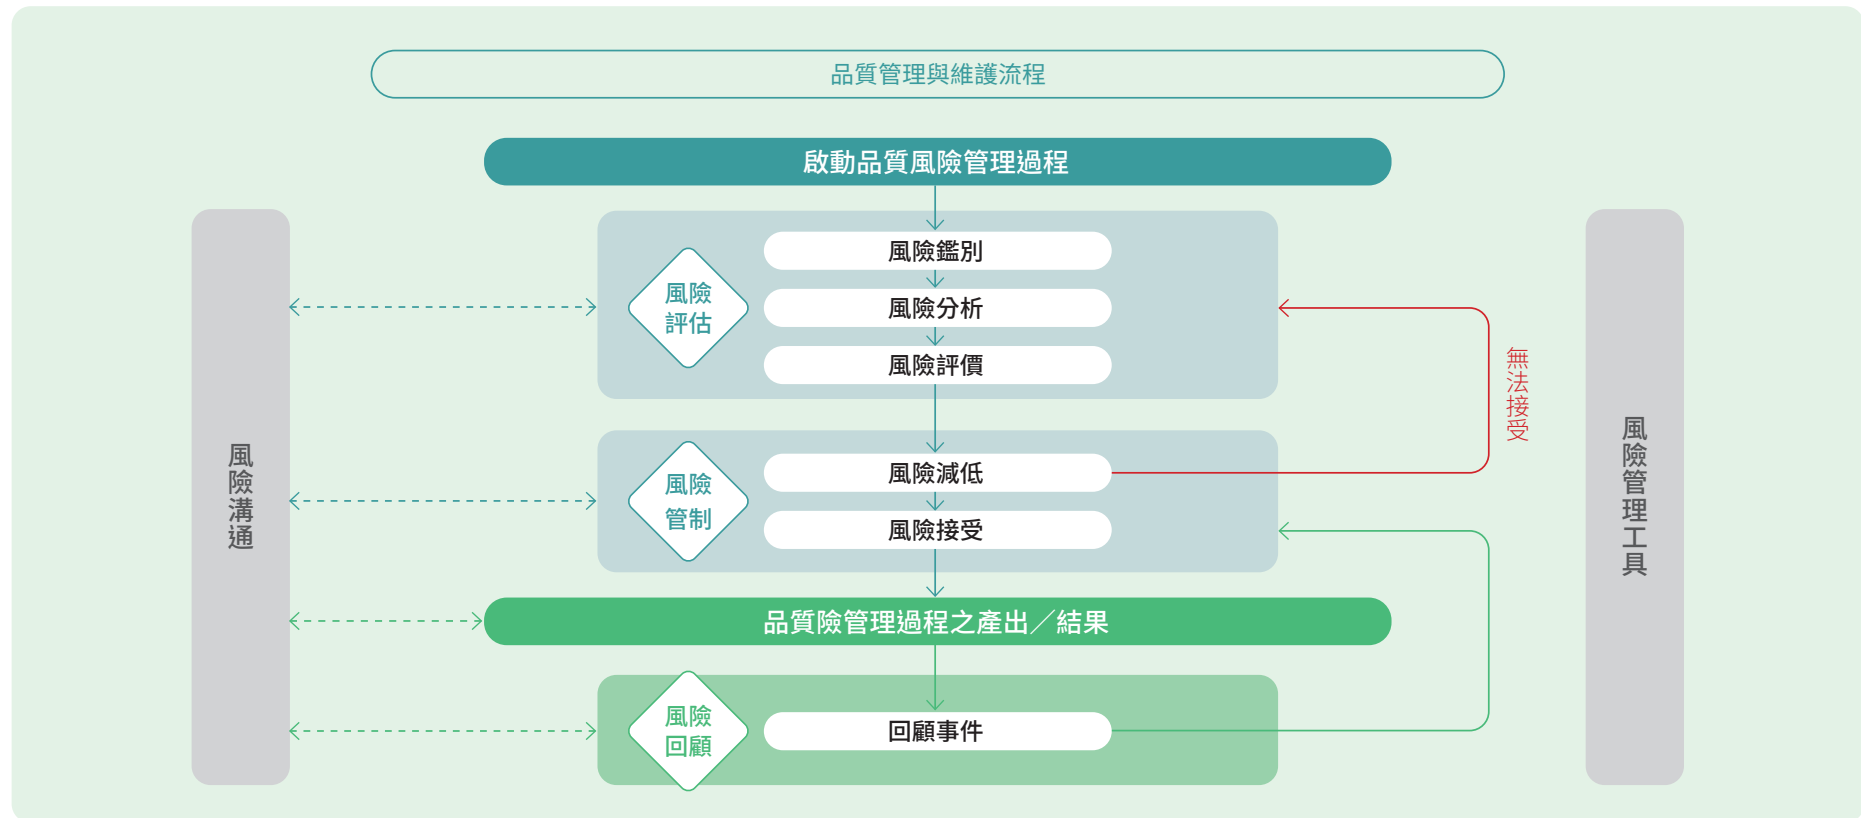 品質管理與維護流程
啟動品質風險管理過程
風險溝通
風險
評估
風險鑑別
風險分析
風險評價
無法接受
風險
管制
風險減低
風險接受
品質險管理過程之產出／結果
風險
回顧
回顧事件
風險管理工具